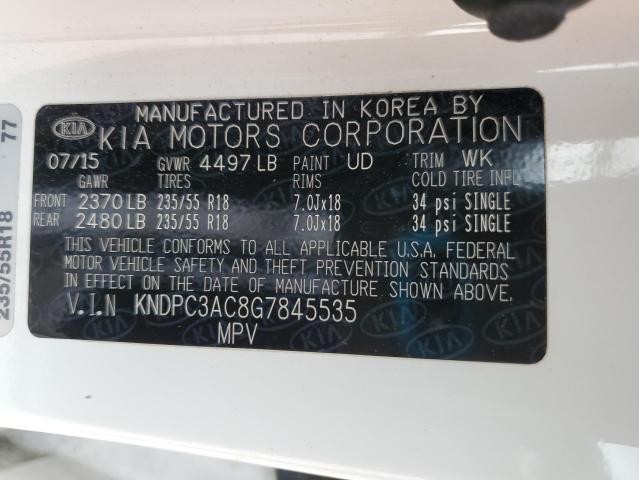 MANUFACTURED IN KOREA BY
KIA KIA MOTORS CORPORATION
07/15 GVWR 4497 LB PAINT UD TRIM WK
GAWR TIRES RIMS COLD TIRE INFL
FRONT 2370 LB 235/55 R18 7.0Jx18 34 psi SINGLE
REAR 2480 LB 235/55 R18 7.0Jx18 34 psi SINGLE
THIS VEHICLE CONFORMS TO ALL APPLICABLE U.S.A. FEDERAL
MOTOR VEHICLE SAFETY AND THEFT PREVENTION STANDARDS
IN EFFECT ON THE DATE OF MANUFACTURE SHOWN ABOVE.
V.I.N KNDPC3AC8G7845535
MPV
235/55R18 77